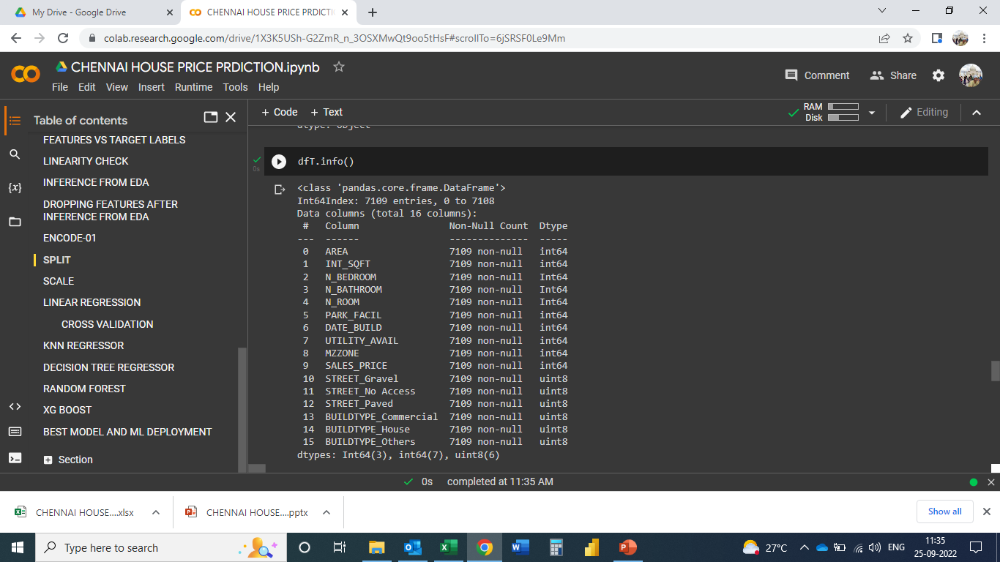 My Drive - Google Drive
CHENNAI HOUSE PRICE PRDICTIO
colab.research.google.com/drive/1X3K5USh-G2ZmR_n_3OSXMwQt9oo5tHsF#scrollTo=6jSRSF0Le9Mm
CHENNAI HOUSE PRICE PRDICTION.ipynb
File Edit View Insert Runtime Tools Help
Comment
Share
Table of contents
FEATURES VS TARGET LABELS
LINEARITY CHECK
INFERENCE FROM EDA
DROPPING FEATURES AFTER
INFERENCE FROM EDA
ENCODE-01
SPLIT
SCALE
LINEAR REGRESSION
CROSS VALIDATION
KNN REGRESSOR
DECISION TREE REGRESSOR
RANDOM FOREST
XG BOOST
BEST MODEL AND ML DEPLOYMENT
Section
+ Code + Text
RAM
Disk
Editing
dtype: object
0s
dfT.info()
<class 'pandas.core.frame.DataFrame'>
Int64Index: 7109 entries, 0 to 7108
Data columns (total 16 columns):
# Column Non-Null Count Dtype
--- ------ -------------- -----
0 AREA 7109 non-null int64
1 INT_SQFT 7109 non-null int64
2 N_BEDROOM 7109 non-null Int64
3 N_BATHROOM 7109 non-null Int64
4 N_ROOM 7109 non-null Int64
5 PARK_FACIL 7109 non-null int64
6 DATE_BUILD 7109 non-null int64
7 UTILITY_AVAIL 7109 non-null int64
8 MZZONE 7109 non-null int64
9 SALES_PRICE 7109 non-null int64
10 STREET_Gravel 7109 non-null uint8
11 STREET_No Access 7109 non-null uint8
12 STREET_Paved 7109 non-null uint8
13 BUILDTYPE_Commercial 7109 non-null uint8
14 BUILDTYPE_House 7109 non-null uint8
15 BUILDTYPE_Others 7109 non-null uint8
dtypes: Int64(3), int64(7), uint8(6)
0s completed at 11:35 AM
CHENNAI HOUSE....xlsx
CHENNAI HOUSE....pptx
Show all
Type here to search
27°C
ENG
11:35
25-09-2022